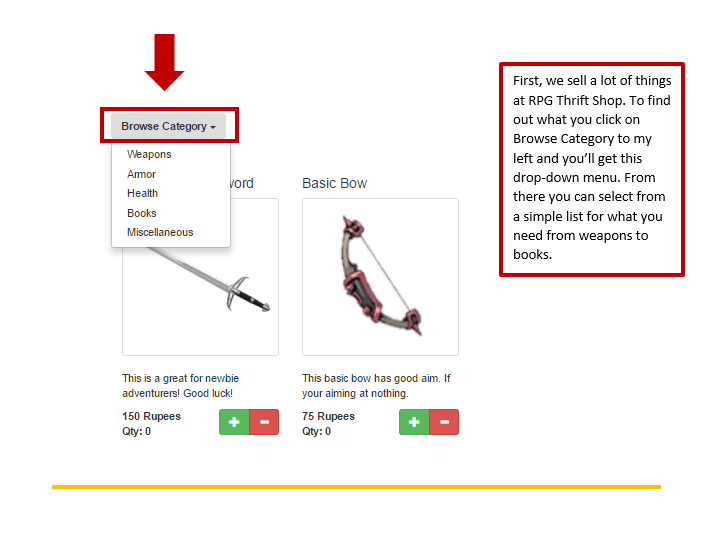 Browse Category
Weapons
Armor
Health
Books
Miscellaneous
Basic Bow
This is a great for newbie
adventurers! Good luck!
150 Rupees
Qty: 0
This basic bow has good aim. If
your aiming at nothing.
75 Rupees
Qty: 0
First, we sell a lot of things
at RPG Thrift Shop. To find
out what you click on
Browse Category to my
left and you’ll get this
drop-down menu. From
there you can select from
a simple list for what you
need from weapons to
books.